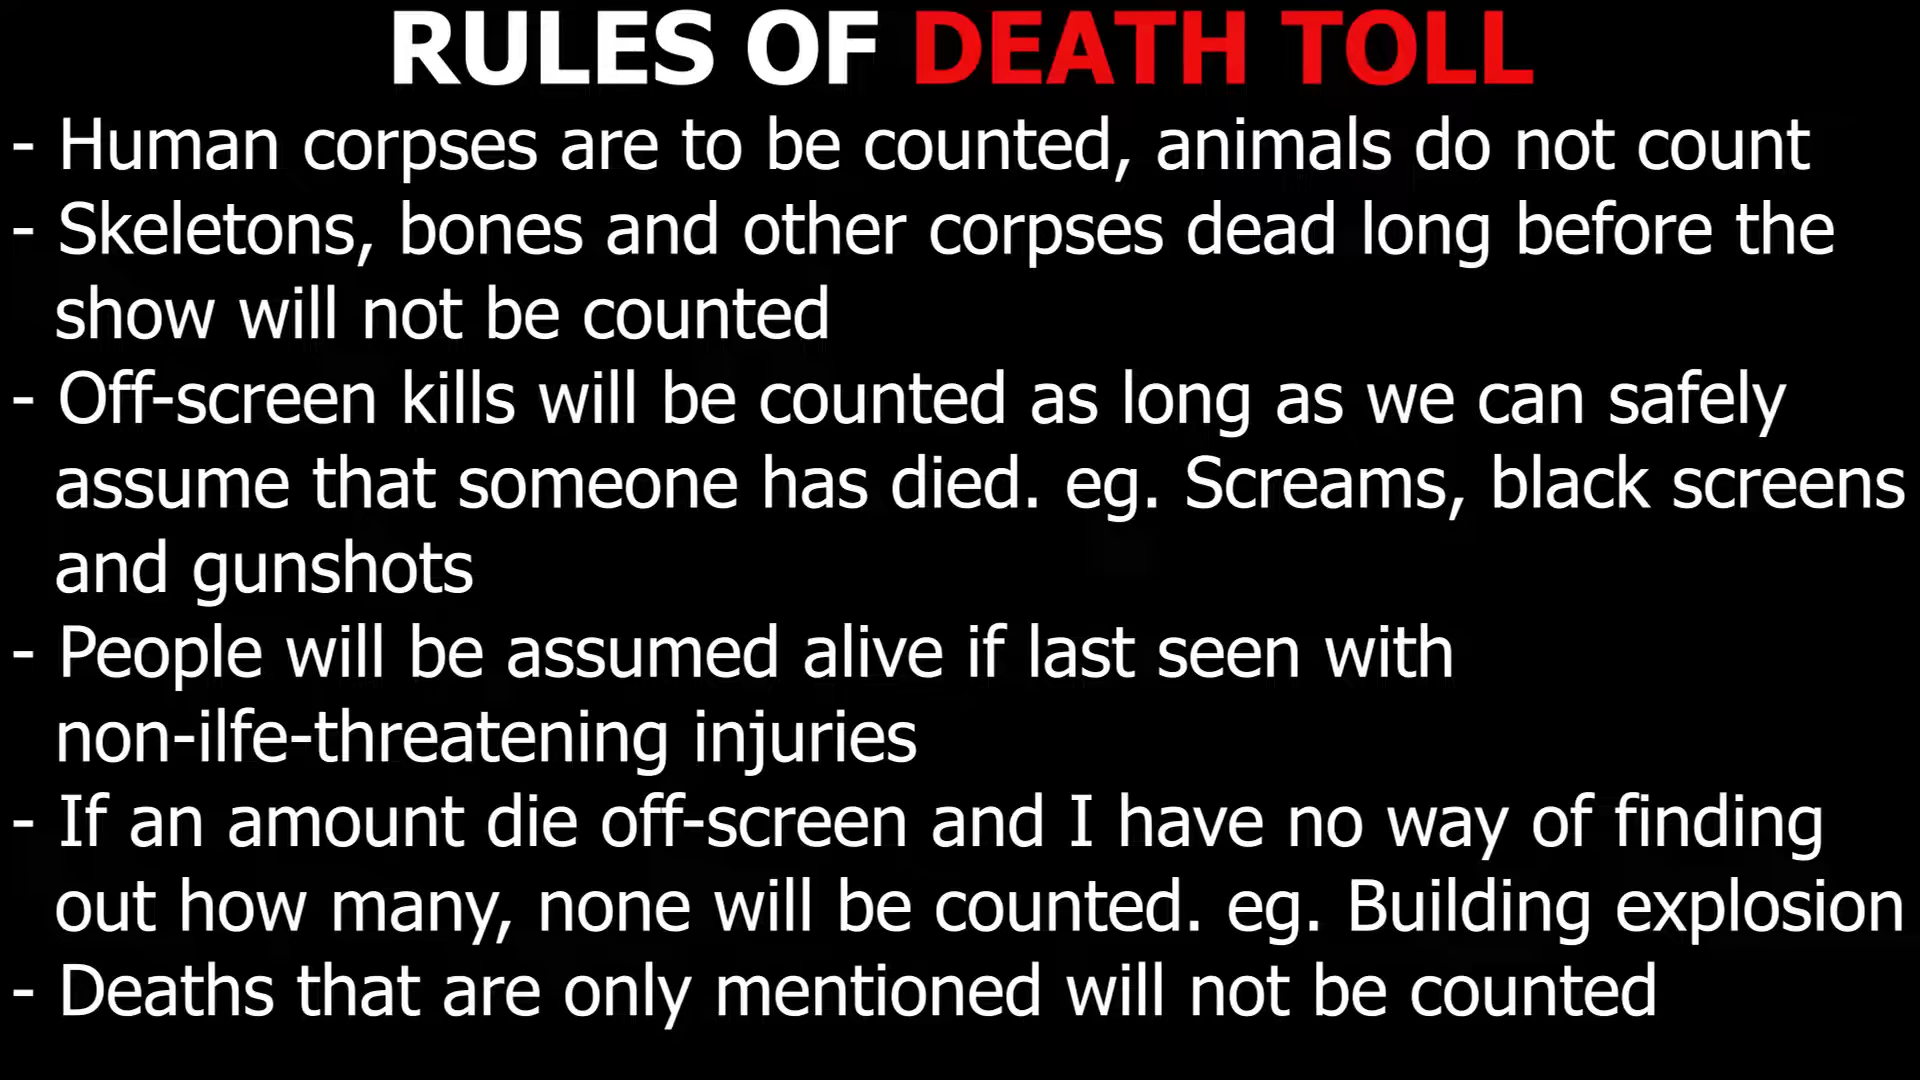 RULES OF DEATH TOLL
- Human corpses are to be counted, animals do not count
- Skeletons, bones and other corpses dead long before the
show will not be counted
- Off-screen kills will be counted as long as we can safely
assume that someone has died. eg. Screams, black screens
and gunshots
- People will be assumed alive if last seen with
non-ilfe-threatening injuries
- If an amount die off-screen and I have no way of finding
out how many, none will be counted. eg. Building explosion
- Deaths that are only mentioned will not be counted